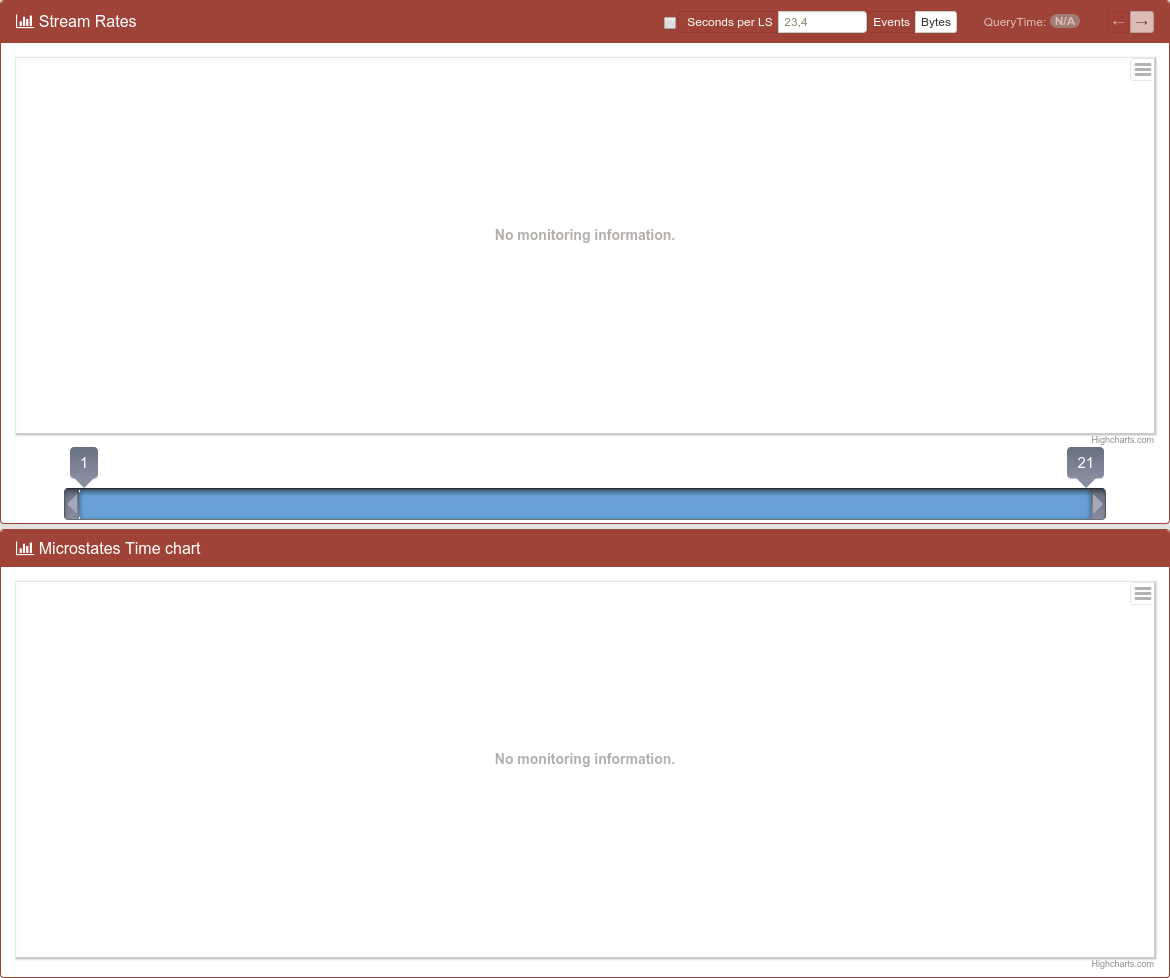 Stream Rates
Seconds per LS 23,4 Events Bytes QueryTime: N/A ← →
No monitoring information.
Highcharts.com
1 21
Microstates Time chart
No monitoring information.
Highcharts.com